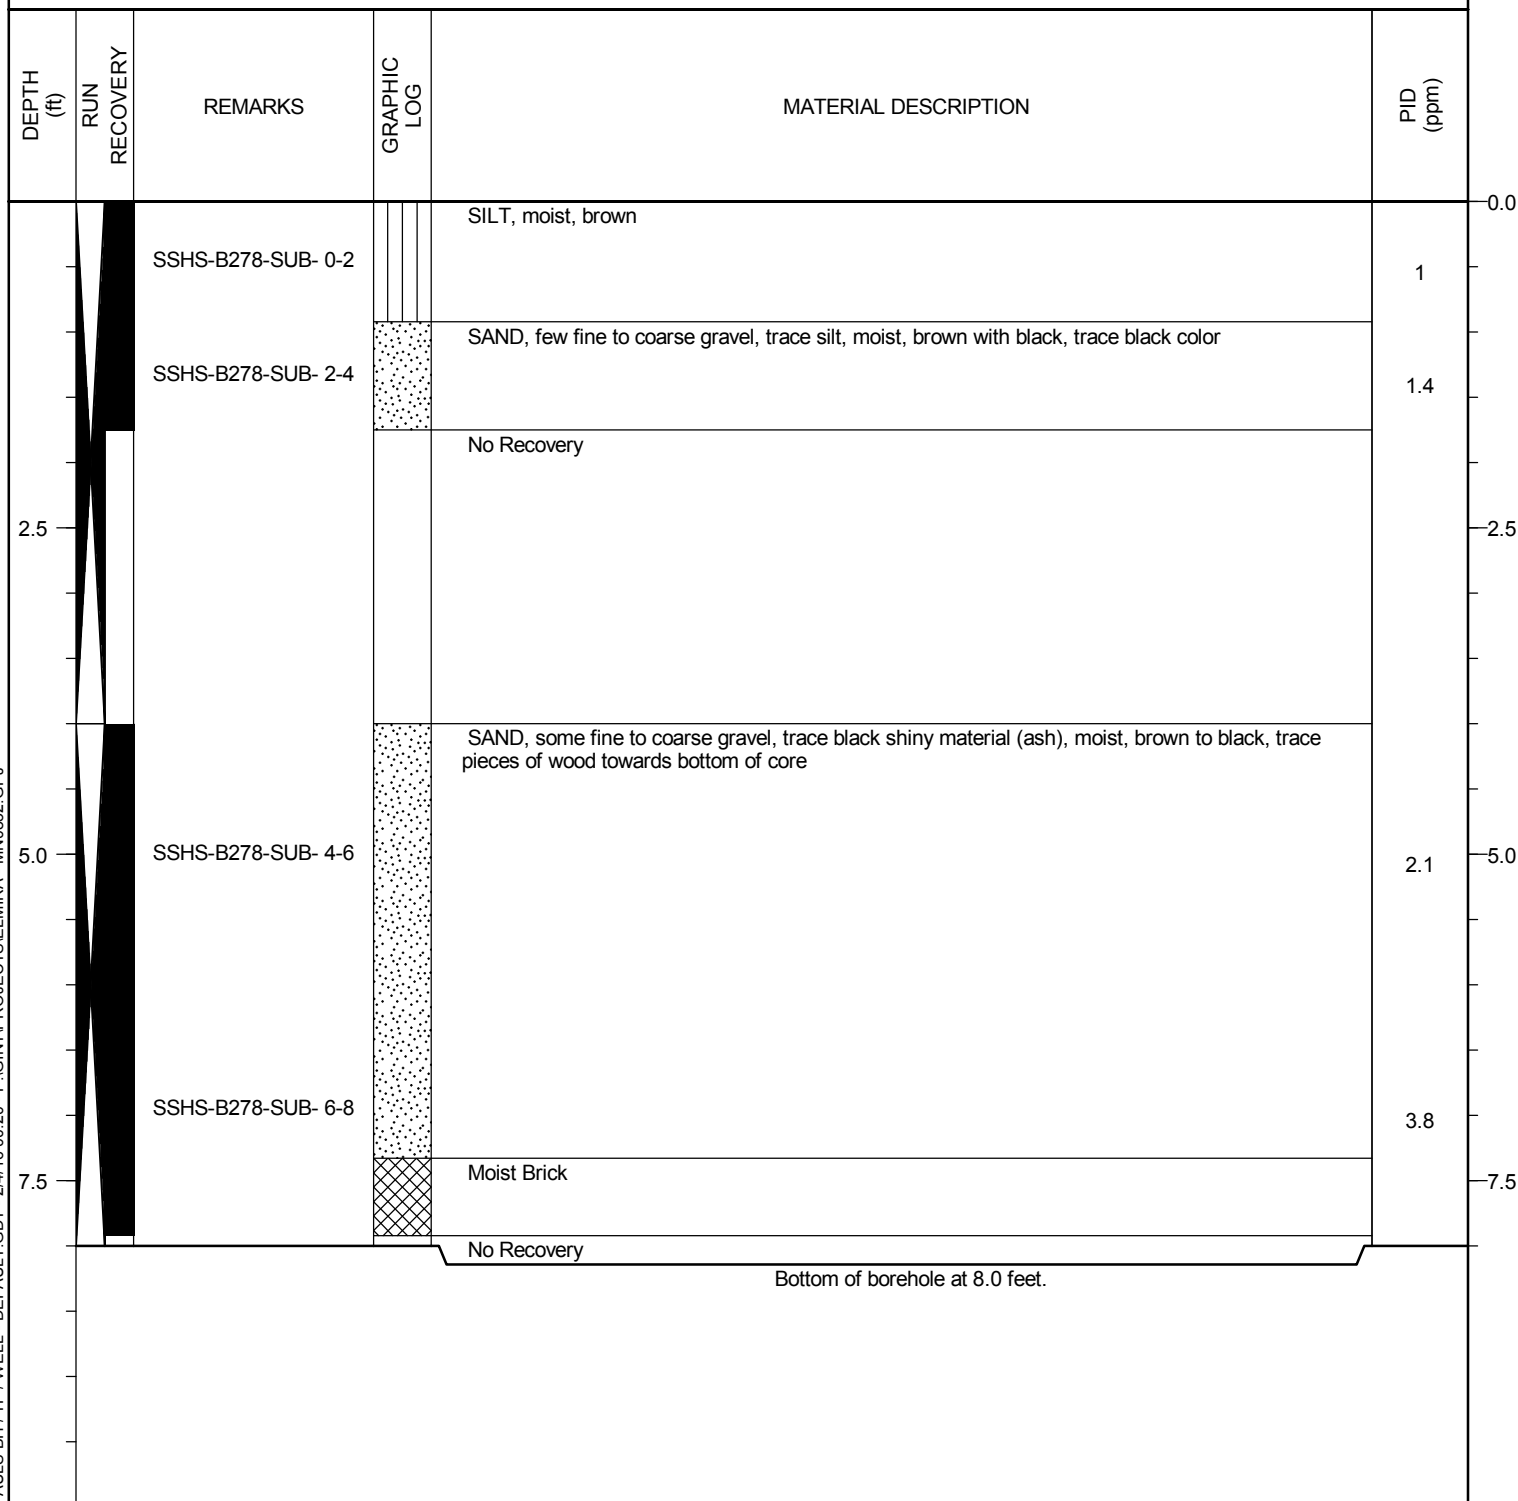 DEPTH
(ft)
RUN
RECOVERY
REMARKS
GRAPHIC
LOG
MATERIAL DESCRIPTION
PID
(ppm)
0.0
SILT, moist, brown
SSHS-B278-SUB- 0-2
1
SAND, few fine to coarse gravel, trace silt, moist, brown with black, trace black color
SSHS-B278-SUB- 2-4
1.4
No Recovery
2.5
2.5
SAND, some fine to coarse gravel, trace black shiny material (ash), moist, brown to black, trace
pieces of wood towards bottom of core
5.0
SSHS-B278-SUB- 4-6
2.1
5.0
SSHS-B278-SUB- 6-8
3.8
Moist Brick
7.5
7.5
No Recovery
Bottom of borehole at 8.0 feet.